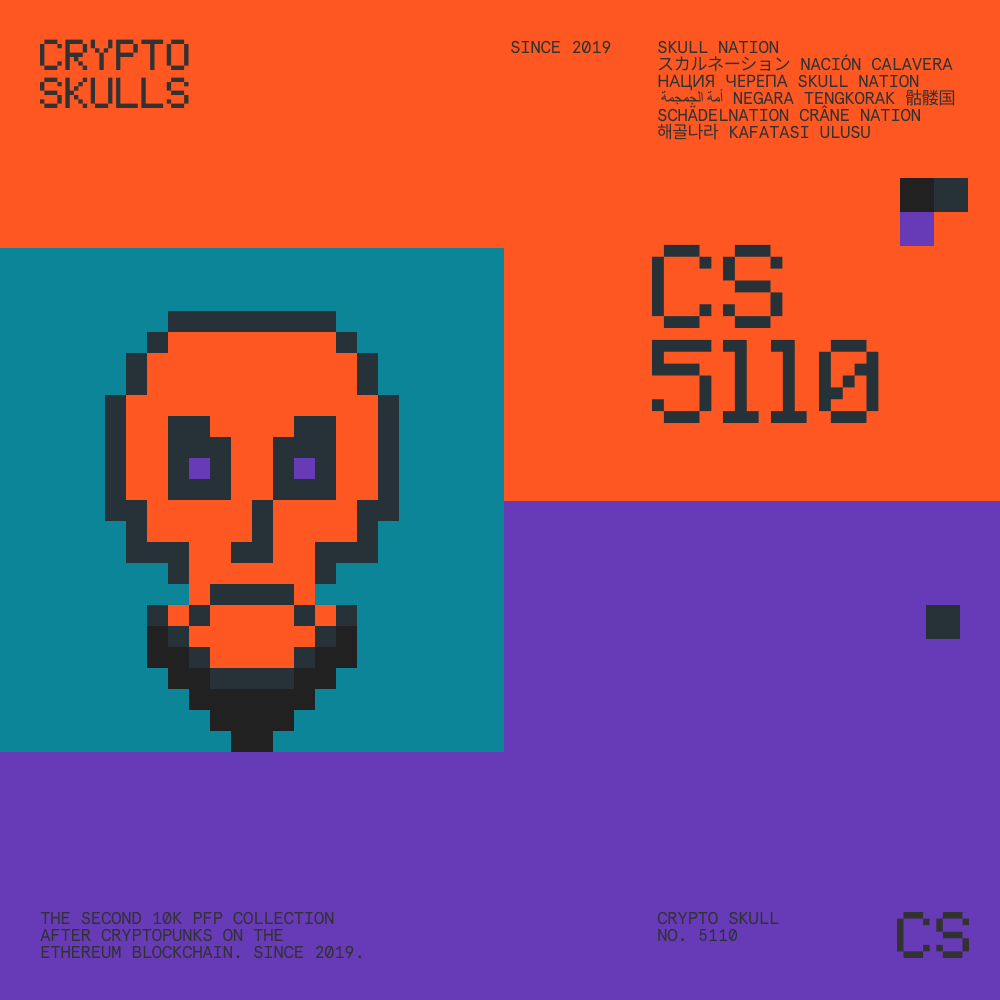 CRYPTO
SKULLS
SINCE 2019
SKULL NATION
スカルネーション NACIÓN CALAVERA
НАЦИЯ ЧЕРЕПА SKULL NATION
أمة الجمجمة NEGARA TENGKORAK 骷髅国
SCHÄDELNATION CRÂNE NATION
해골나라 KAFATASI ULUSU
CS
5110
THE SECOND 10K PFP COLLECTION
AFTER CRYPTOPUNKS ON THE
ETHEREUM BLOCKCHAIN. SINCE 2019.
CRYPTO SKULL
NO. 5110
CS